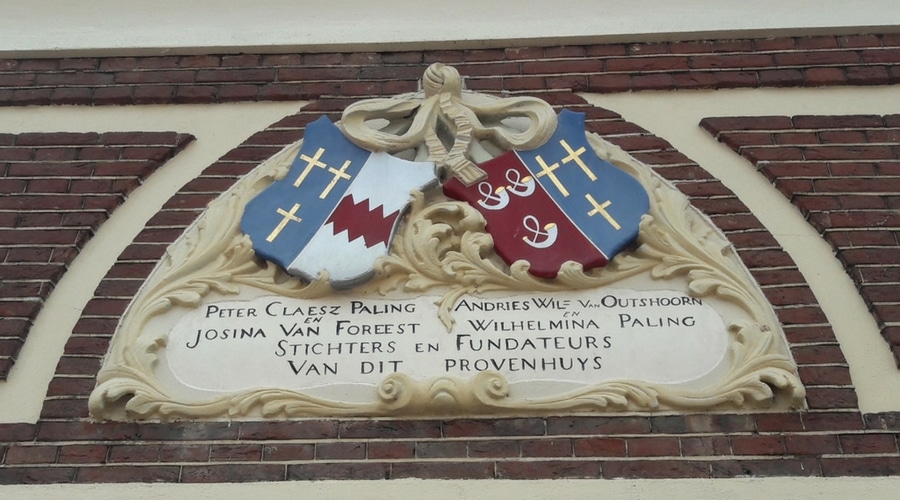 PETER CLAESZ PALING ANDRIES WILS VAN OUTSHOORN
EN EN
JOSINA VAN FOREEST WILHELMINA PALING
STICHTERS EN FUNDATEURS
VAN DIT PROVENHUYS